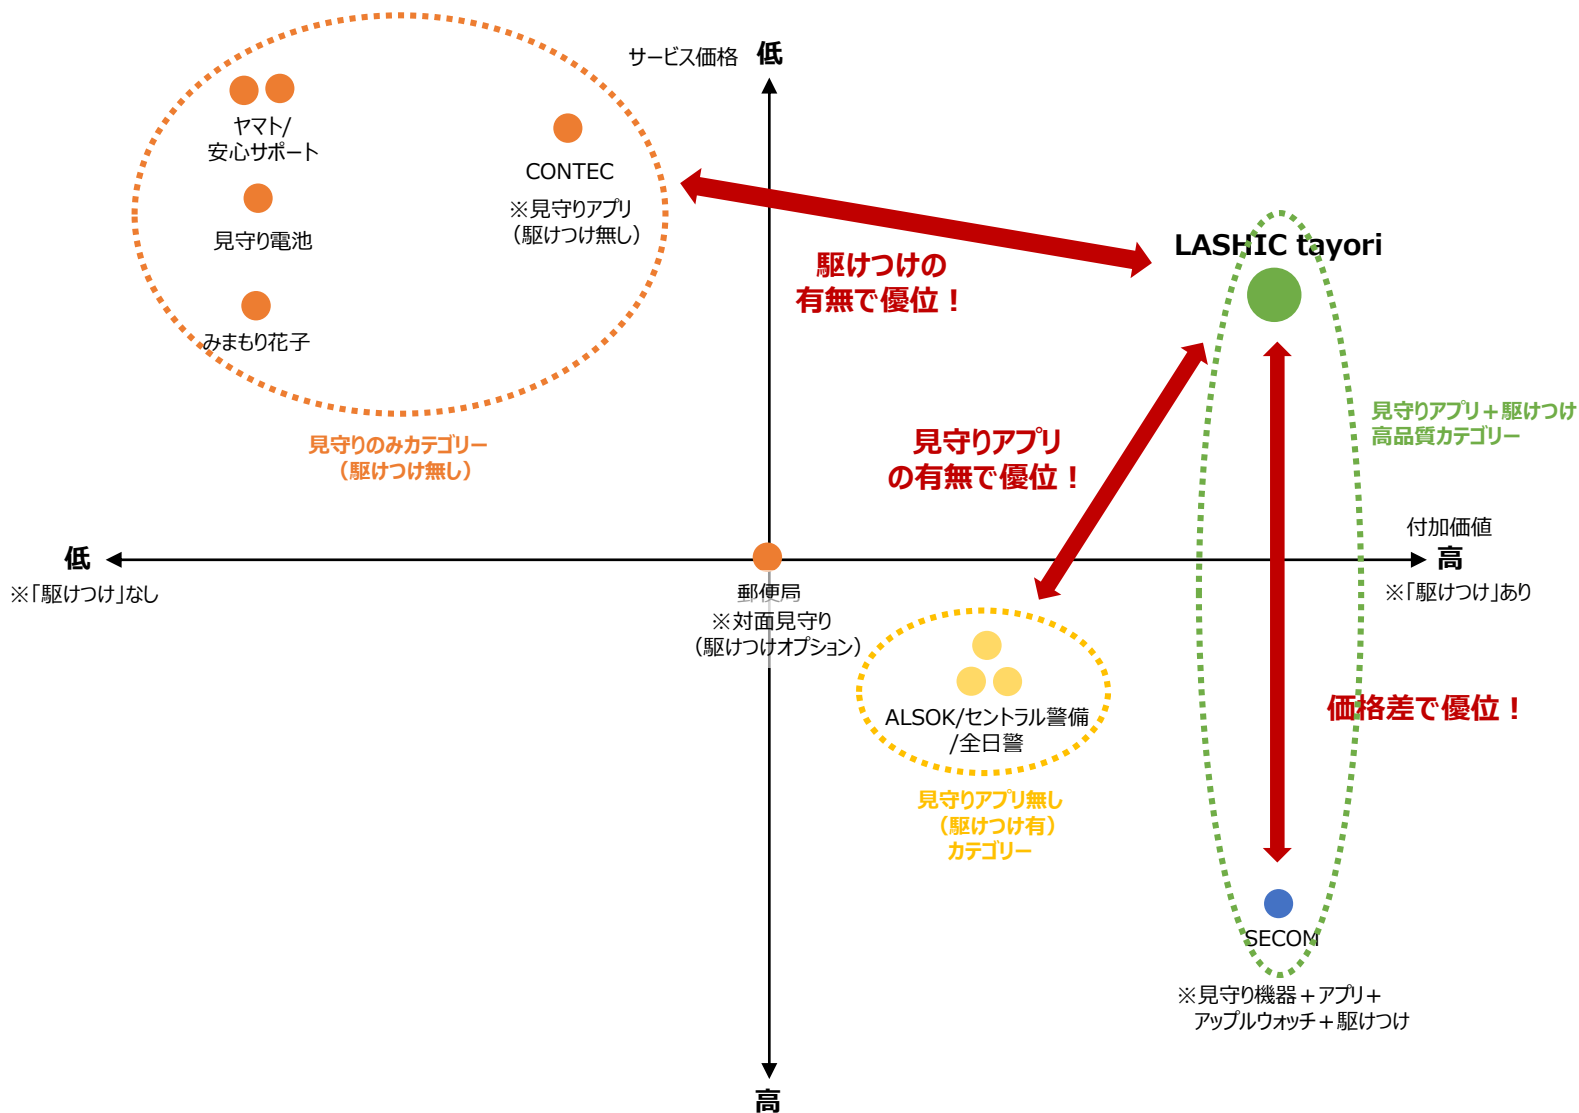 サービス価格 低
ヤマト/
安心サポート
CONTEC
※見守りアプリ
（駆けつけ無し）
見守り電池
みまもり花子
見守りのみカテゴリー
（駆けつけ無し）
駆けつけの
有無で優位！
LASHIC tayori
見守りアプリ
の有無で優位！
見守りアプリ＋駆けつけ
高品質カテゴリー
低
※「駆けつけ」なし
付加価値
高
※「駆けつけ」あり
郵便局
※対面見守り
（駆けつけオプション）
ALSOK/セントラル警備
/全日警
見守りアプリ無し
（駆けつけ有）
カテゴリー
価格差で優位！
SECOM
※見守り機器＋アプリ＋
アップルウォッチ＋駆けつけ
高